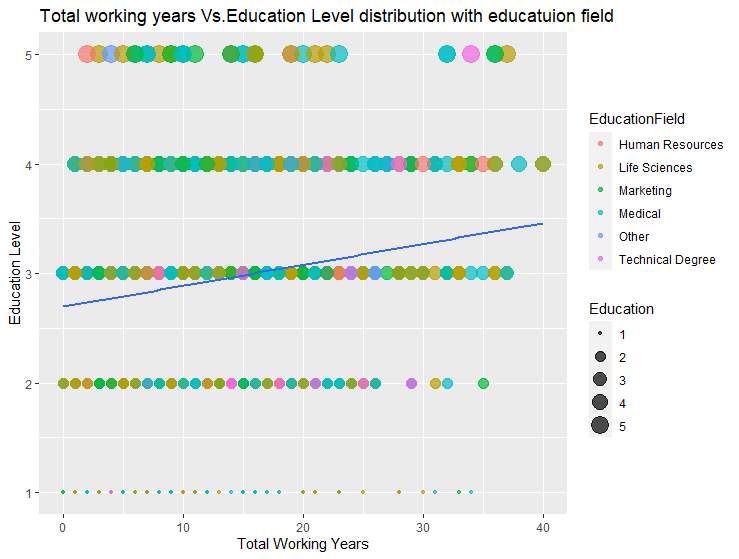 Total working years Vs.Education Level distribution with educatuion field
5
4
3
2
1
Education Level
0
10
20
30
40
Total Working Years
EducationField
Human Resources
Life Sciences
Marketing
Medical
Other
Technical Degree
Education
1
2
3
4
5